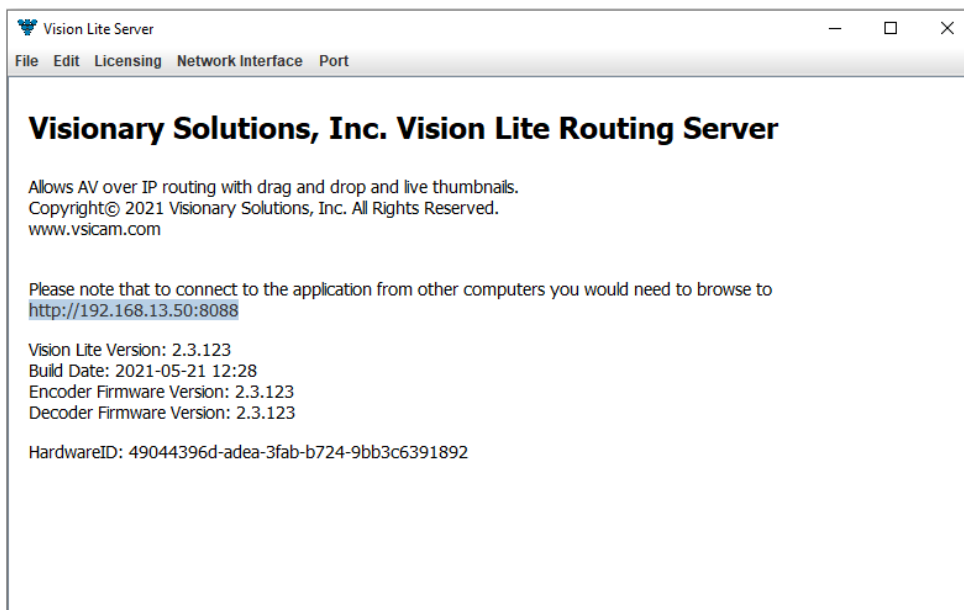 Vision Lite Server
File Edit Licensing Network Interface Port
Visionary Solutions, Inc. Vision Lite Routing Server
Allows AV over IP routing with drag and drop and live thumbnails.
Copyright© 2021 Visionary Solutions, Inc. All Rights Reserved.
www.vsicam.com
Please note that to connect to the application from other computers you would need to browse to
http://192.168.13.50:8088
Vision Lite Version: 2.3.123
Build Date: 2021-05-21 12:28
Encoder Firmware Version: 2.3.123
Decoder Firmware Version: 2.3.123
HardwareID: 49044396d-adea-3fab-b724-9bb3c6391892